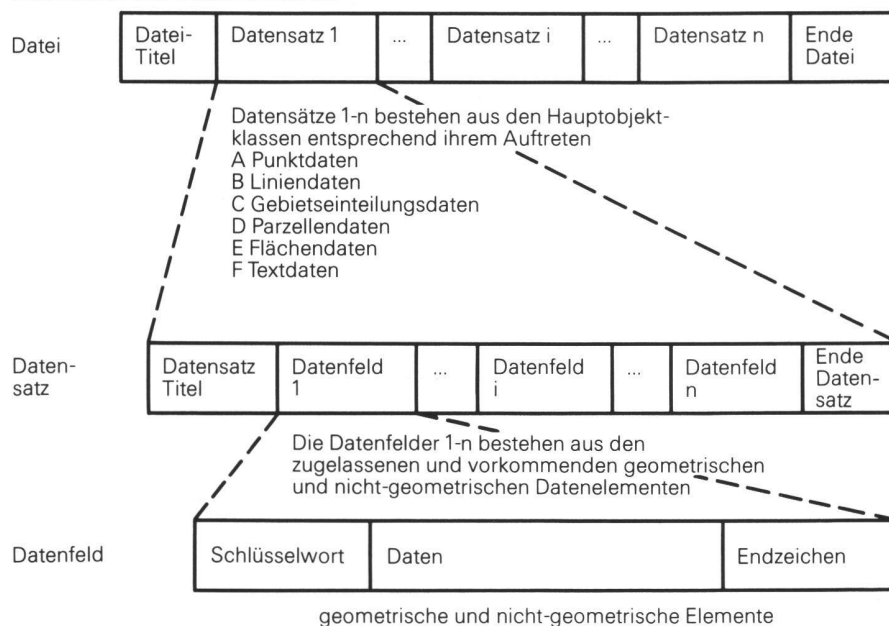 Datei
Datei-
Titel
Datensatz 1
...
Datensatz i
...
Datensatz n
Ende
Datei
Datensätze 1-n bestehen aus den Hauptobjekt-
klassen entsprechend ihrem Auftreten
A Punktdaten
B Liniendaten
C Gebietseinteilungsdaten
D Parzellendaten
E Flächendaten
F Textdaten
Daten-
satz
Datensatz
Titel
Datenfeld
1
...
Datenfeld
i
...
Datenfeld
n
Ende
Daten-
satz
Die Datenfelder 1-n bestehen aus den
zugelassenen und vorkommenden geometrischen
und nicht-geometrischen Datenelementen
Datenfeld
Schlüsselwort
Daten
Endzeichen
geometrische und nicht-geometrische Elemente